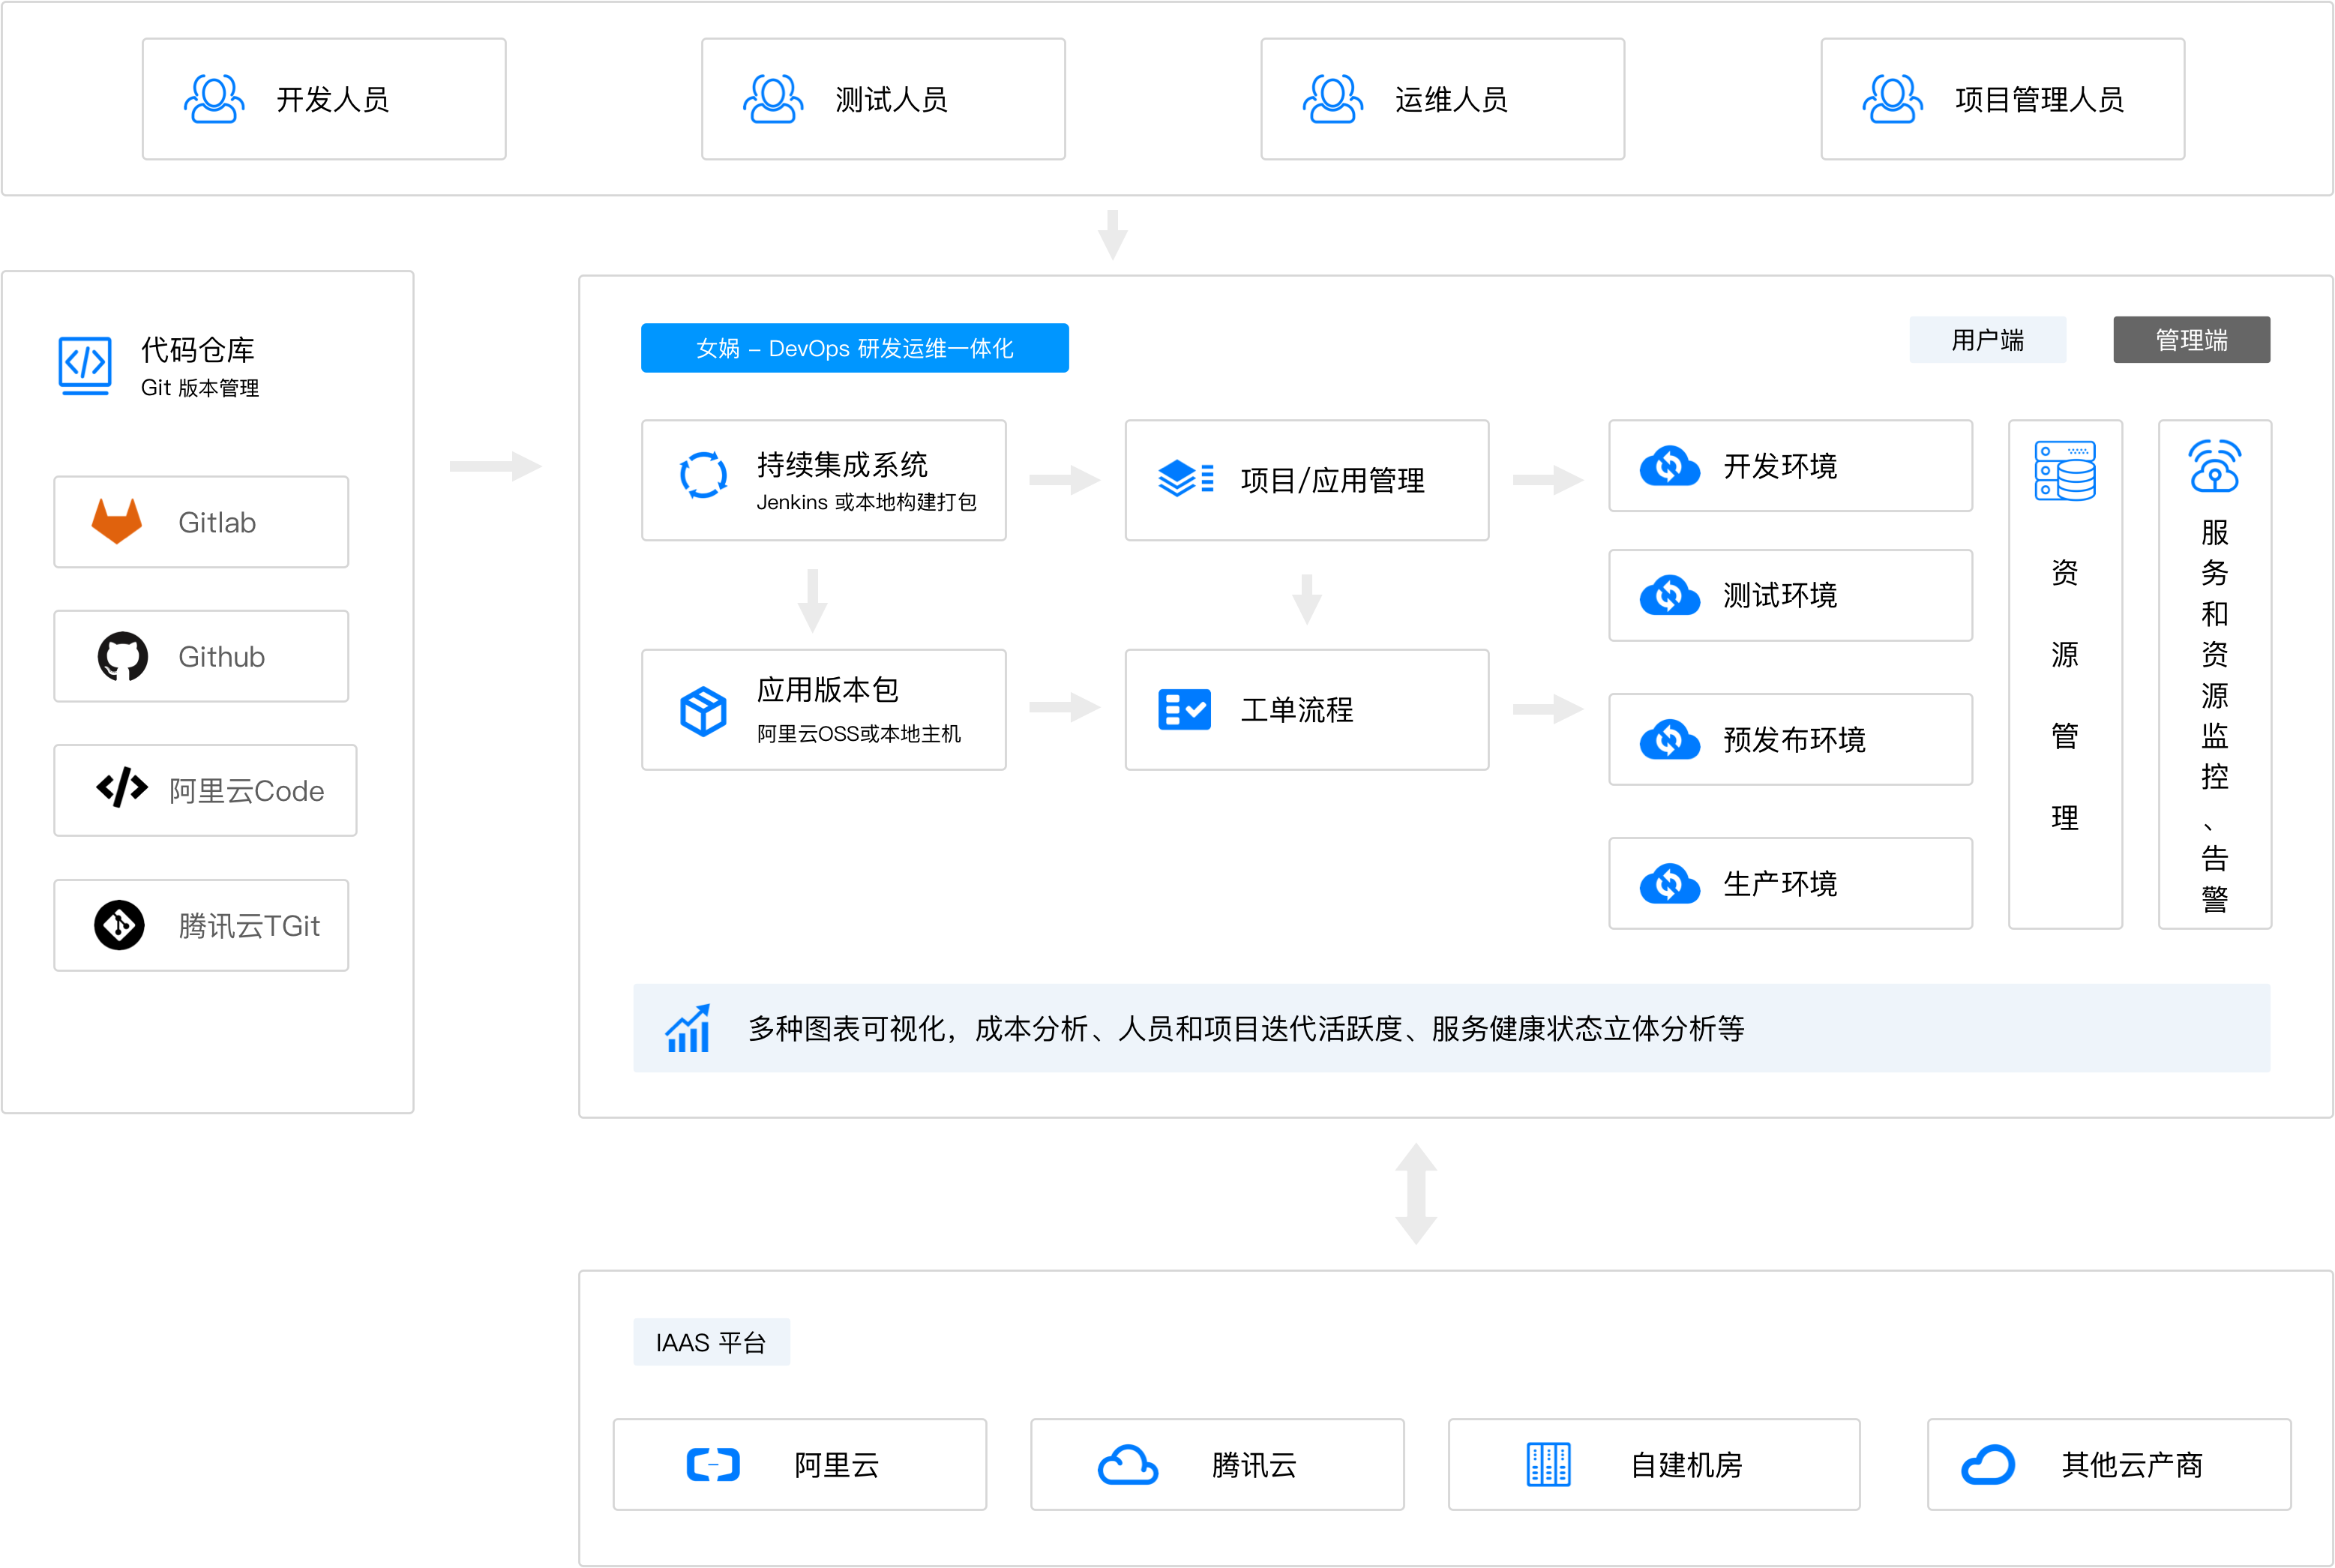 开发人员
测试人员
运维人员
项目管理人员
代码仓库
Git 版本管理
Gitlab
Github
阿里云Code
腾讯云TGit
女娲 – DevOps 研发运维一体化
用户端
管理端
持续集成系统
Jenkins 或本地构建打包
项目/应用管理
应用版本包
阿里云OSS或本地主机
工单流程
开发环境
测试环境
预发布环境
生产环境
资源管理
服务和资源监控、告警
多种图表可视化，成本分析、人员和项目迭代活跃度、服务健康状态立体分析等
IAAS 平台
阿里云
腾讯云
自建机房
其他云产商